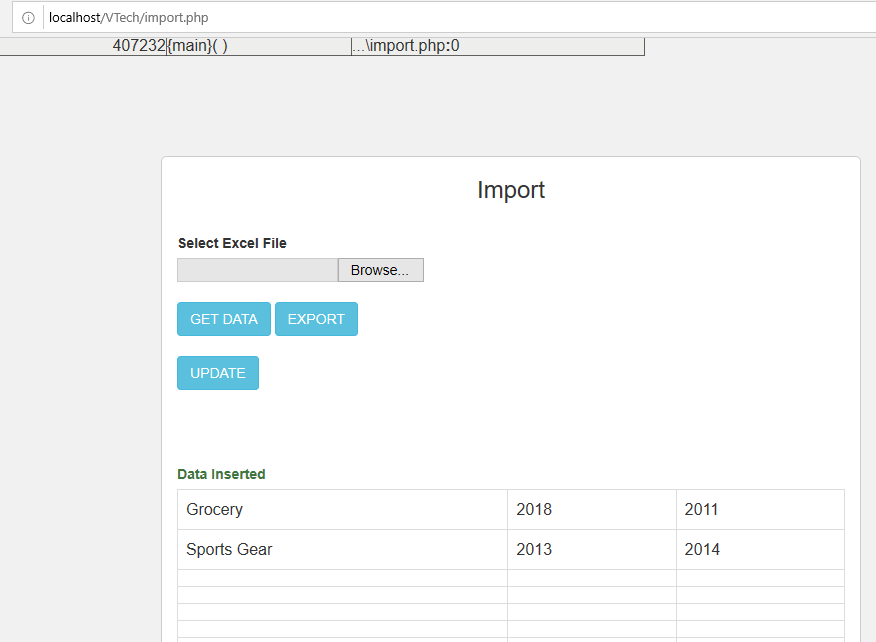 localhost/VTech/import.php
407232 {main}( ) ...\import.php:0
Import
Select Excel File
Browse...
GET DATA EXPORT
UPDATE
Data Inserted
Grocery 2018 2011
Sports Gear 2013 2014